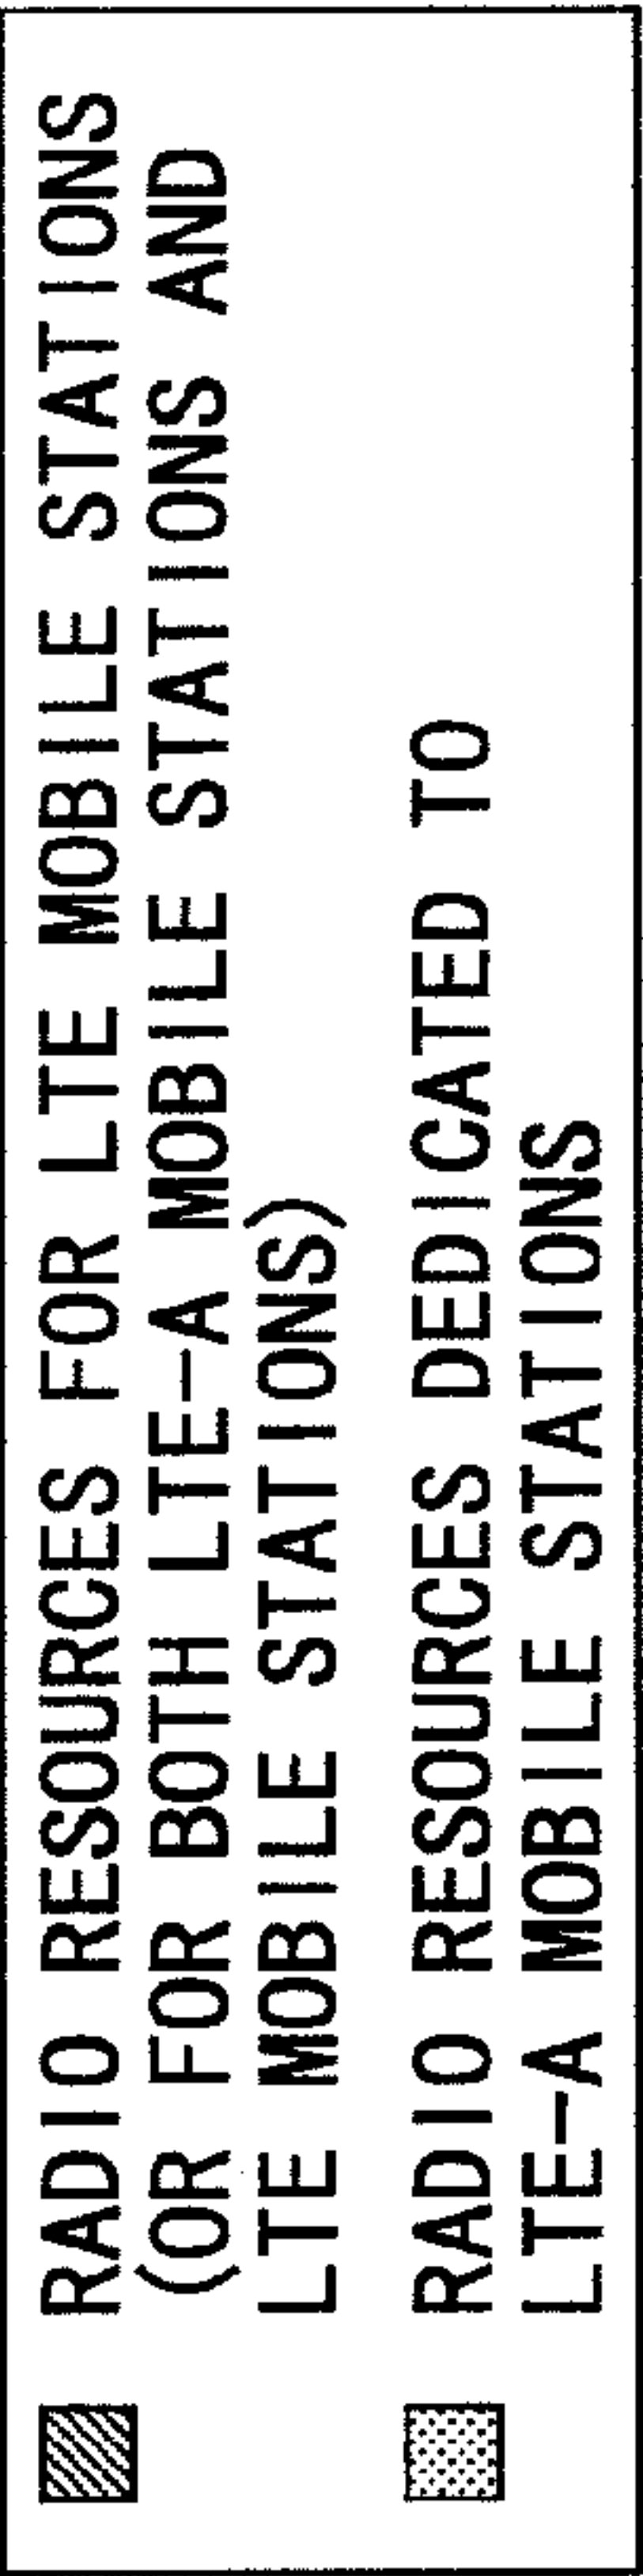 RADIO RESOURCES FOR LTE MOBILE STATIONS
(OR FOR BOTH LTE-A MOBILE STATIONS AND
LTE MOBILE STATIONS)
RADIO RESOURCES DEDICATED TO
LTE-A MOBILE STATIONS